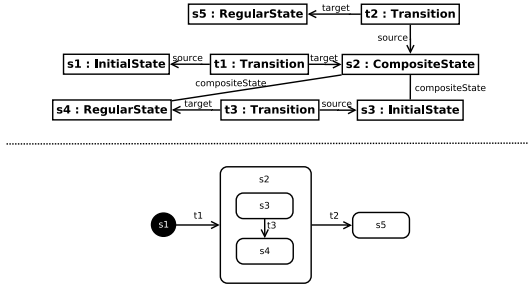 s5 : RegularState target t2 : Transition
source
s1 : InitialState source t1 : Transition target s2 : CompositeState
compositeState compositeState
s4 : RegularState target t3 : Transition source s3 : InitialState
s2
s3
s1 t1 t3 t2 s5
s4